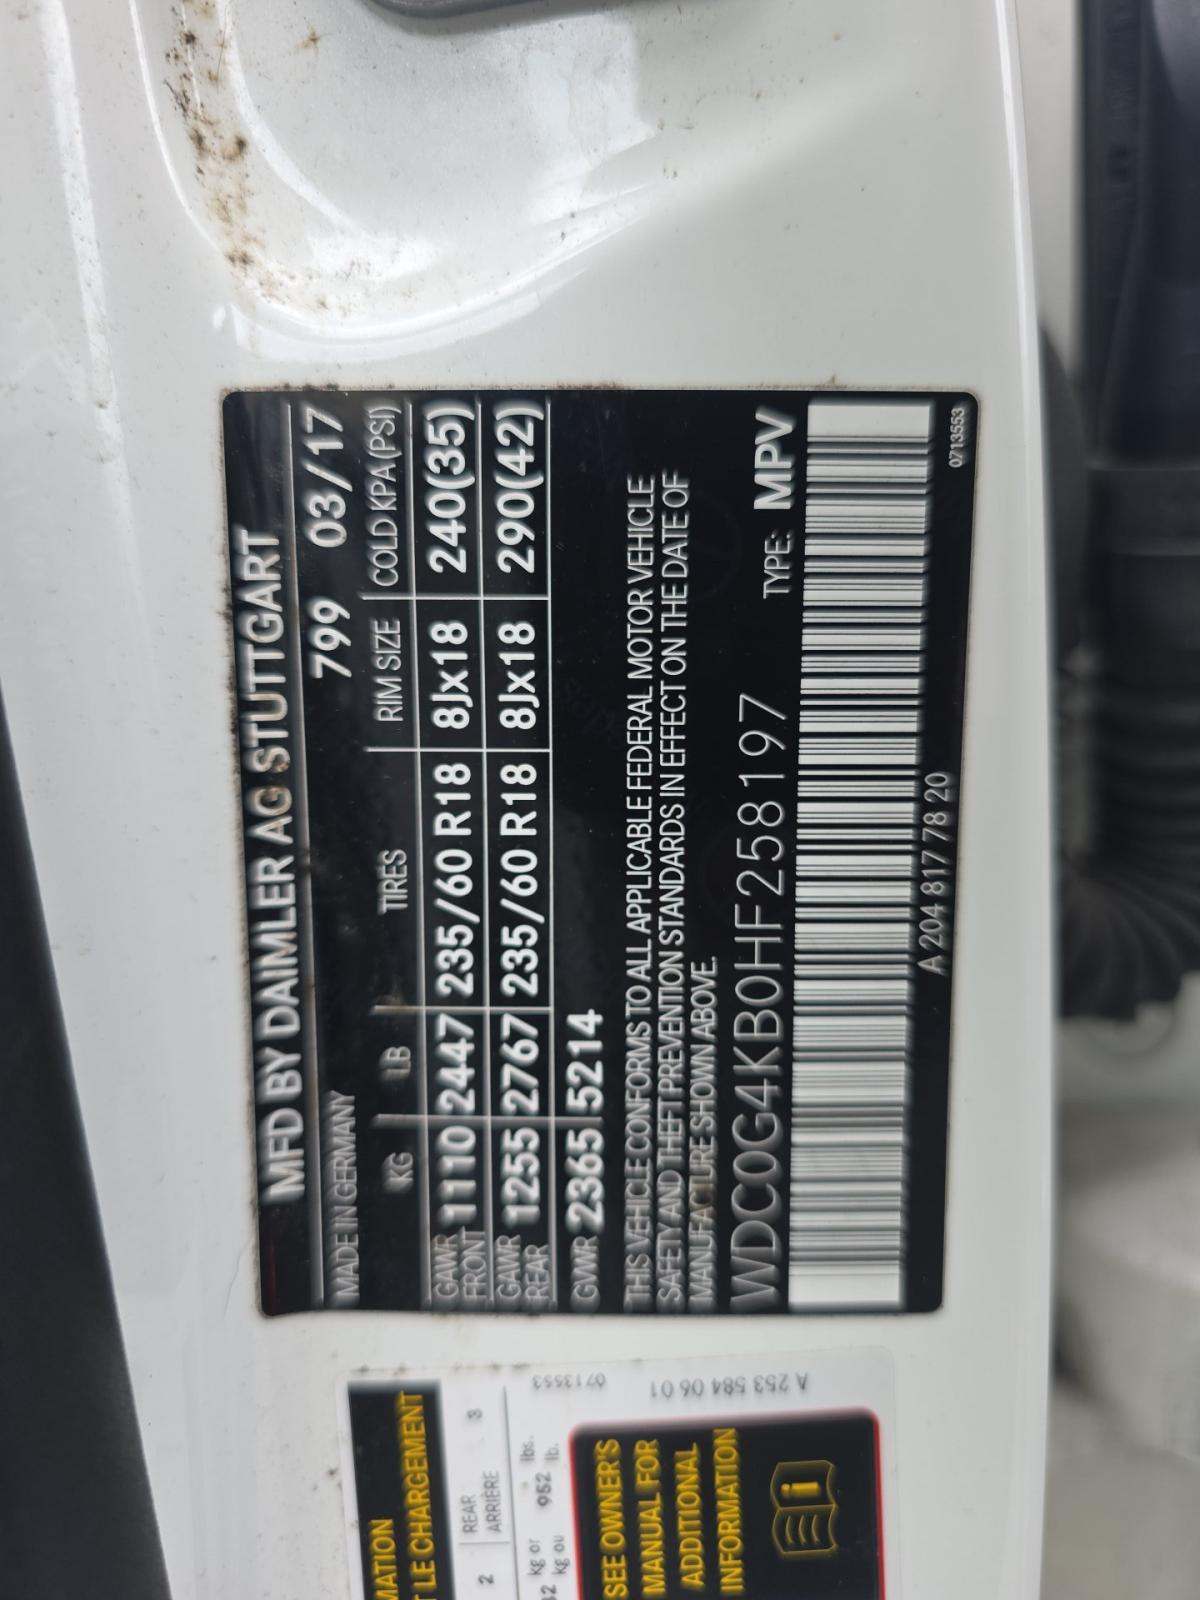 MFD BY DAIMLER AG STUTTGART
MADE IN GERMANY 799 03/17
KG LB TIRES RIM SIZE COLD KPA(PSI)
GAWR FRONT 1110 2447 235/60 R18 8Jx18 240(35)
GAWR REAR 1255 2767 235/60 R18 8Jx18 290(42)
GVWR 2365 5214
THIS VEHICLE CONFORMS TO ALL APPLICABLE FEDERAL MOTOR VEHICLE
SAFETY AND THEFT PREVENTION STANDARDS IN EFFECT ON THE DATE OF
MANUFACTURE SHOWN ABOVE.
WDC0G4KB0HF258197 TYPE: MPV
A 204 817 78 20
0713553
LE CHARGEMENT
2 REAR 3
ARRIÈRE
kg or 952 lbs.
kg ou lb.
SEE OWNER'S
MANUAL FOR
ADDITIONAL
INFORMATION
0713553
A 253 584 06 01